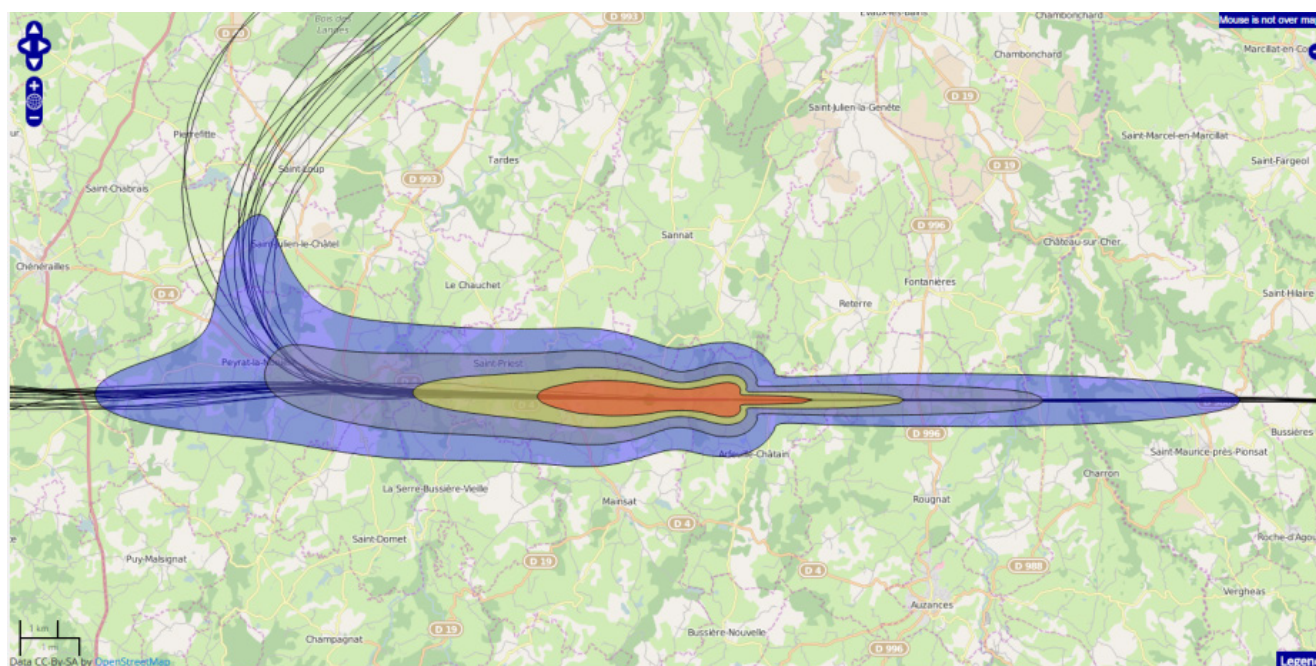 Bois des
Landes
D 993
Evaux-les-Bains
Chambonchard
Mouse is not over map
Marcillat-en-Co
Chambonchard
D 19
Saint-Julien-la-Genête
Pierrefitte
Saint-Marcel-en-Marcillat
Tardes
Saint-Fargeol
Saint-Loup
D 19
D 993
Saint-Chabrais
D 996
Sannat
Saint-Julien-le-Châtel
Château-sur-Cher
Chénérailles
Fontanières
Le Chauchet
D 4
Saint-Hilaire
Reterre
Peyrat-la-N
Saint-Priest
D 996
Bussières
Arfeuille-Châtain
Saint-Maurice-près-Pionsat
Charron
La Serre-Bussière-Vieille
Mainsat
Rougnat
D 4
Saint-Domet
Roche-d'Agou
Puy-Malsignat
D 19
D 4
D 988
Vergheas
Auzances
1 km
1 mi
D 19
Champagnat
Bussière-Nouvelle
D 996
Data CC-By-SA by OpenStreetMap
Legen